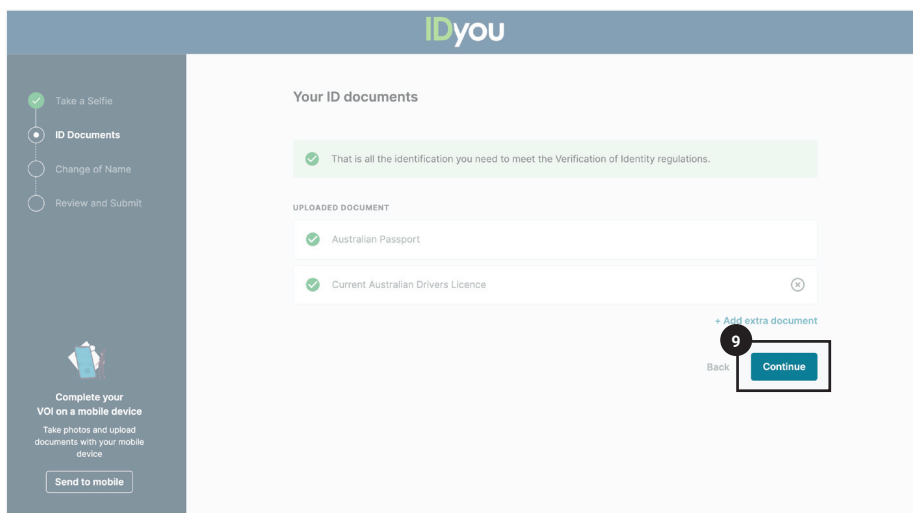 IDyou
Take a Selfie
ID Documents
Change of Name
Review and Submit
Complete your
VOI on a mobile device
Take photos and upload
documents with your mobile
device
Send to mobile
Your ID documents
That is all the identification you need to meet the Verification of Identity regulations.
UPLOADED DOCUMENT
Australian Passport
Current Australian Drivers Licence
+ Add extra document
9
Back
Continue